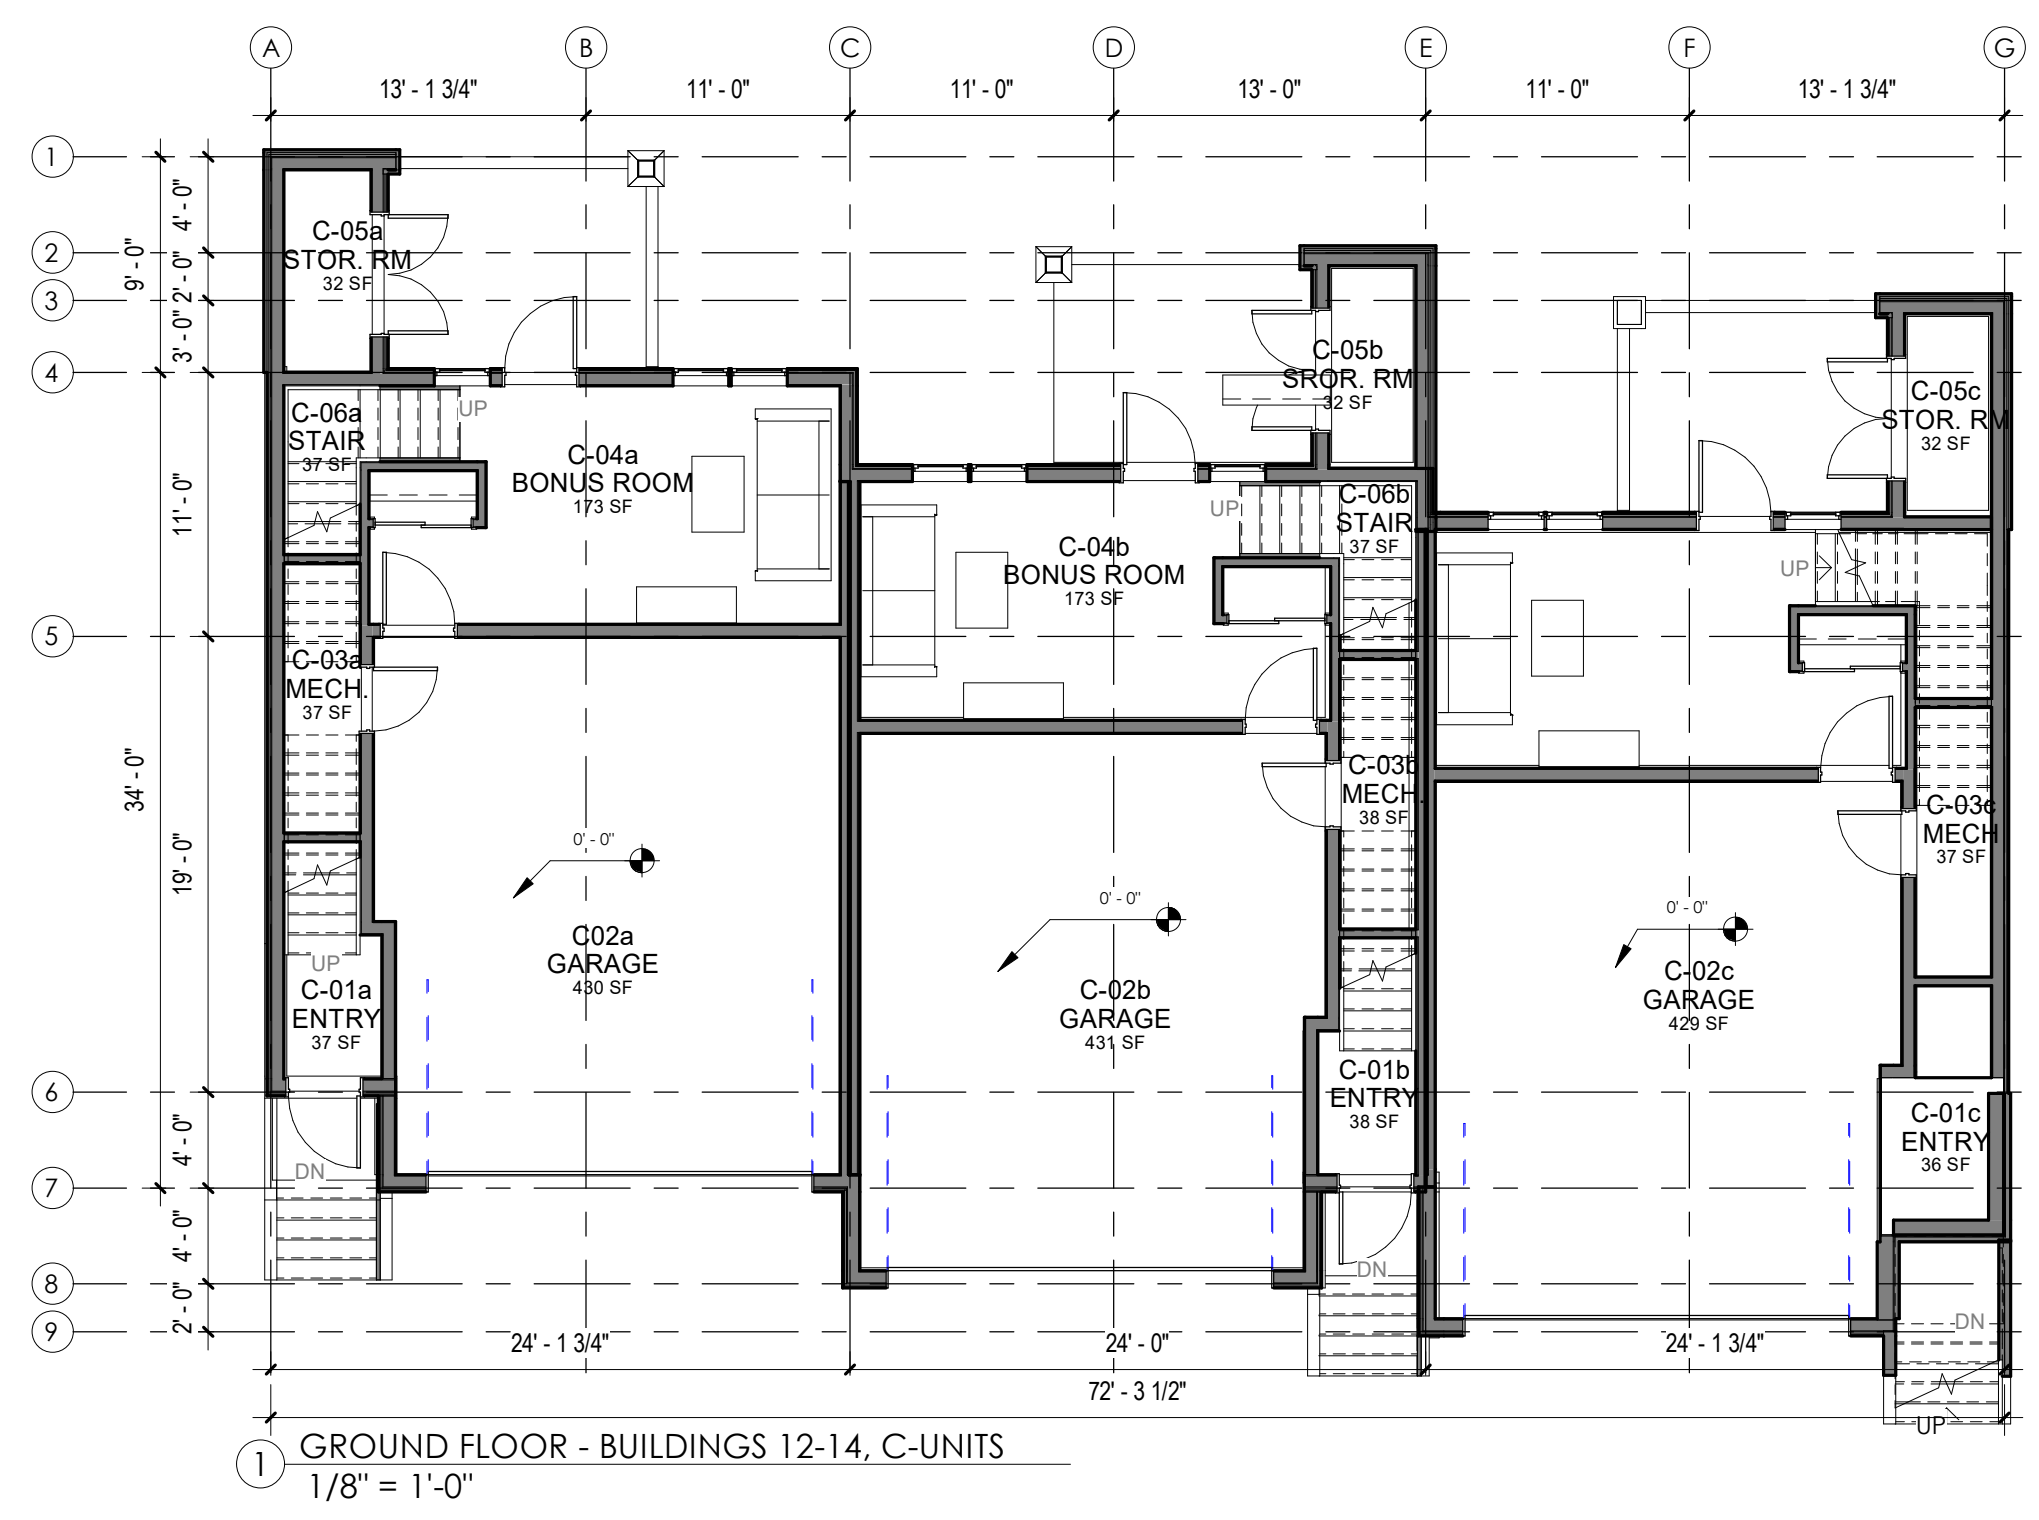 A B C D E F G
13' - 1 3/4" 11' - 0" 11' - 0" 13' - 0" 11' - 0" 13' - 1 3/4"
1
2
3
4
5
6
7
8
9
4' - 0"
2' - 0"
3' - 0"
9' - 0"
11' - 0"
34' - 0"
19' - 0"
4' - 0"
4' - 0"
2' - 0"
C-05a
STOR. RM
32 SF
C-06a
STAIR
37 SF
UP
C-04a
BONUS ROOM
173 SF
C-03a
MECH.
37 SF
0' - 0"
C02a
GARAGE
430 SF
UP
C-01a
ENTRY
37 SF
DN
C-05b
SROR. RM
32 SF
C-06b
STAIR
37 SF
UP
C-04b
BONUS ROOM
173 SF
C-03b
MECH.
38 SF
0' - 0"
C-02b
GARAGE
431 SF
C-01b
ENTRY
38 SF
DN
C-05c
STOR. RM
32 SF
UP
C-03c
MECH
37 SF
0' - 0"
C-02c
GARAGE
429 SF
C-01c
ENTRY
36 SF
DN
UP
24' - 1 3/4" 24' - 0" 24' - 1 3/4"
72' - 3 1/2"
1 GROUND FLOOR - BUILDINGS 12-14, C-UNITS
1/8" = 1'-0"